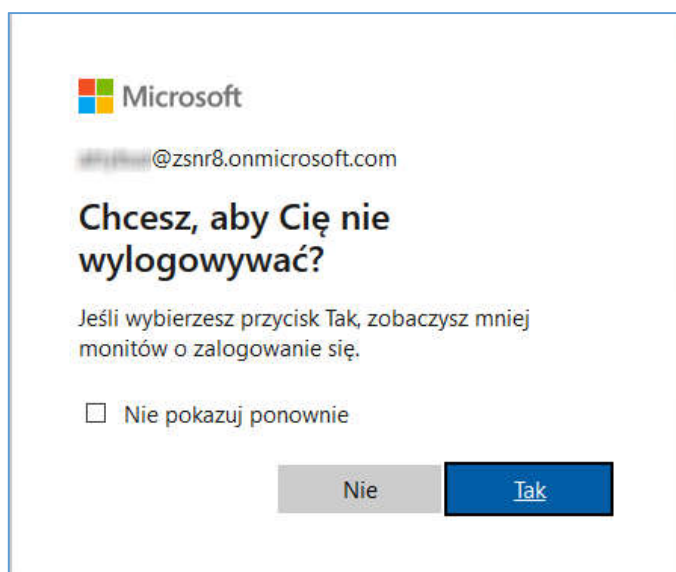 Microsoft
@zsnr8.onmicrosoft.com
Chcesz, aby Cię nie
wylogowywać?
Jeśli wybierzesz przycisk Tak, zobaczysz mniej
monitów o zalogowanie się.
Nie pokazuj ponownie
Nie Tak